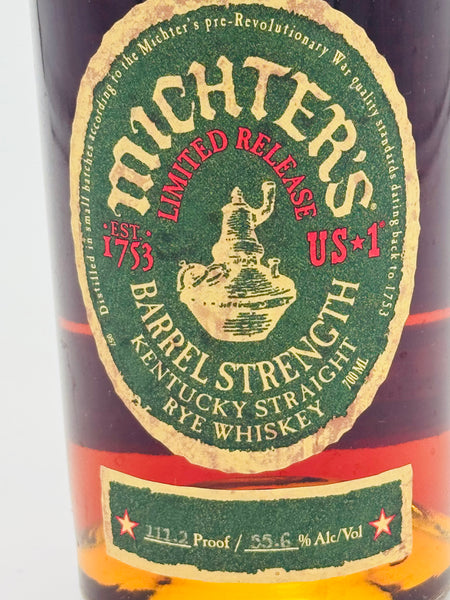 Distilled in small batches according to the Michter's pre-Revolutionary War quality standards dating back to 1753
MICHTER'S
LIMITED RELEASE
·EST.·
1753
US★1®
BARREL STRENGTH
KENTUCKY STRAIGHT
RYE WHISKEY
700 ML
111.2 Proof / 55.6 % Alc/Vol